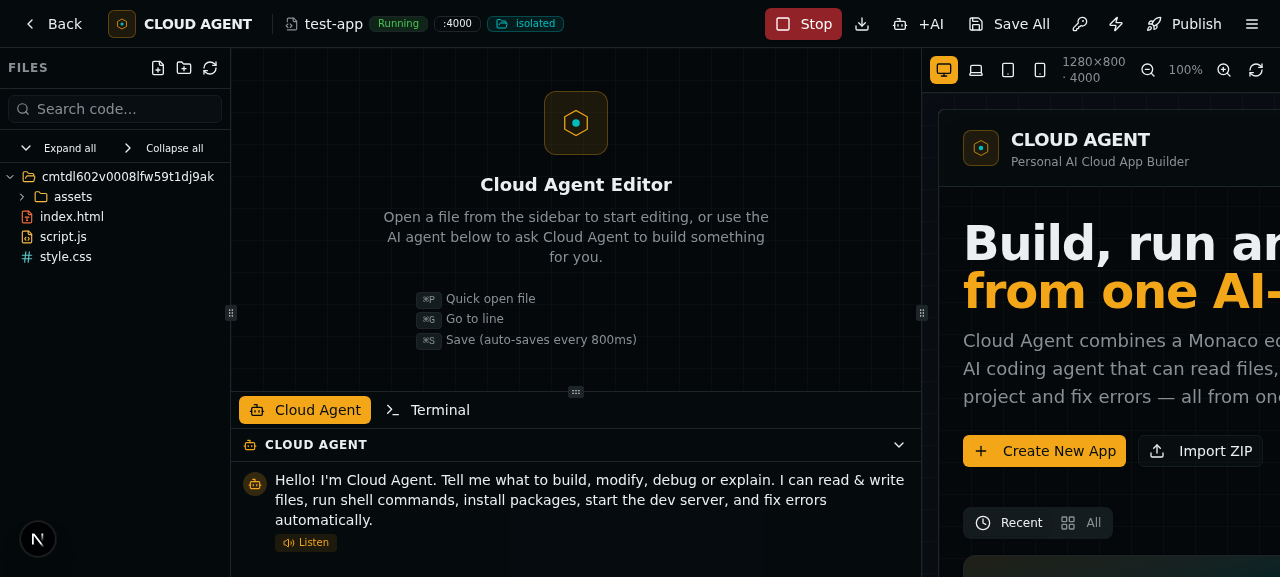 Back
CLOUD AGENT
test-app
Running
:4000
isolated
Stop
+AI
Save All
Publish
FILES
Search code...
Expand all
Collapse all
cmtdl602v0008lfw59t1dj9ak
assets
index.html
script.js
style.css
Cloud Agent Editor
Open a file from the sidebar to start editing, or use the
AI agent below to ask Cloud Agent to build something
for you.
⌘P Quick open file
⌘G Go to line
⌘S Save (auto-saves every 800ms)
Cloud Agent
Terminal
CLOUD AGENT
Hello! I'm Cloud Agent. Tell me what to build, modify, debug or explain. I can read & write
files, run shell commands, install packages, start the dev server, and fix errors
automatically.
Listen
1280×800
· 4000
100%
CLOUD AGENT
Personal AI Cloud App Builder
Build, run an
from one AI-
Cloud Agent combines a Monaco ed
AI coding agent that can read files,
project and fix errors — all from one
Create New App
Import ZIP
Recent
All
N